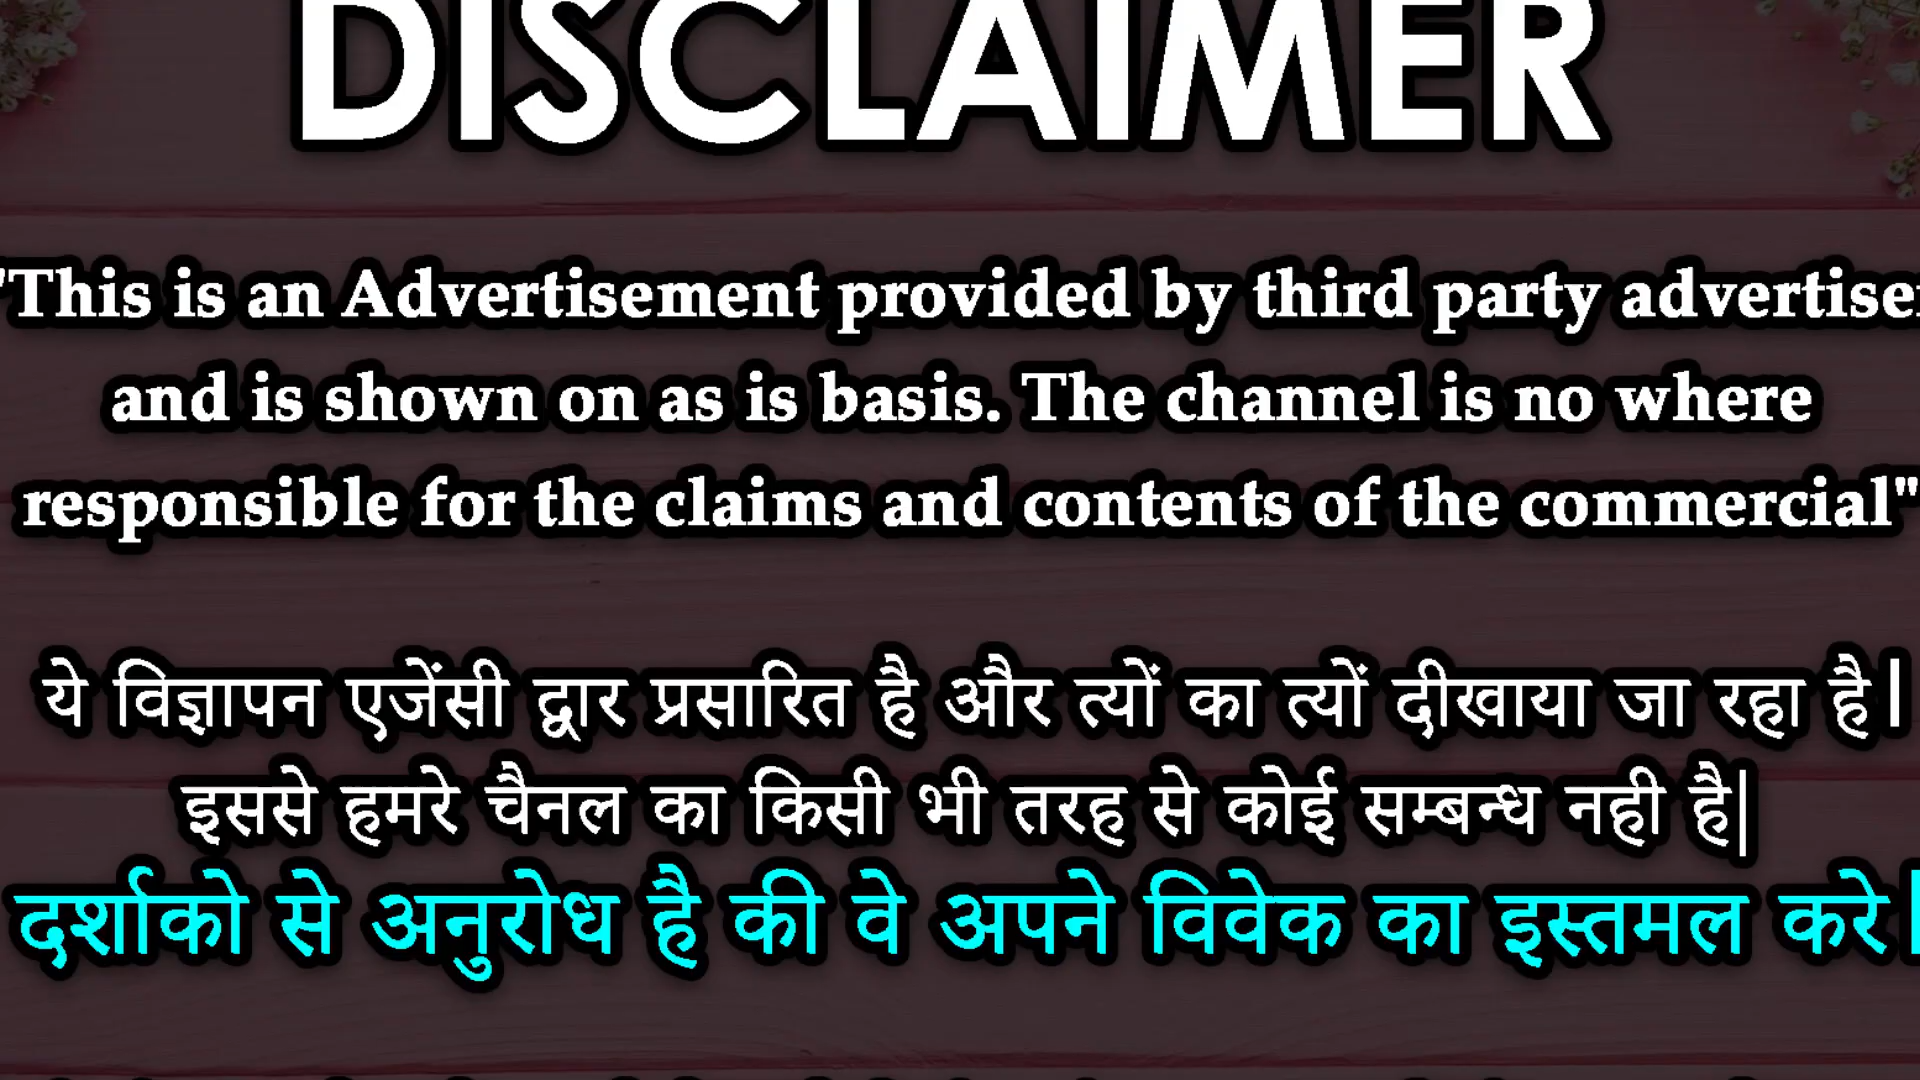 DISCLAIMER
"This is an Advertisement provided by third party advertiser
and is shown on as is basis. The channel is no where
responsible for the claims and contents of the commercial"
ये विज्ञापन एजेंसी द्वार प्रसारित है और त्यों का त्यों दीखाया जा रहा है।
इससे हमरे चैनल का किसी भी तरह से कोई सम्बन्ध नही है|
दर्शाको से अनुरोध है की वे अपने विवेक का इस्तमल करे।